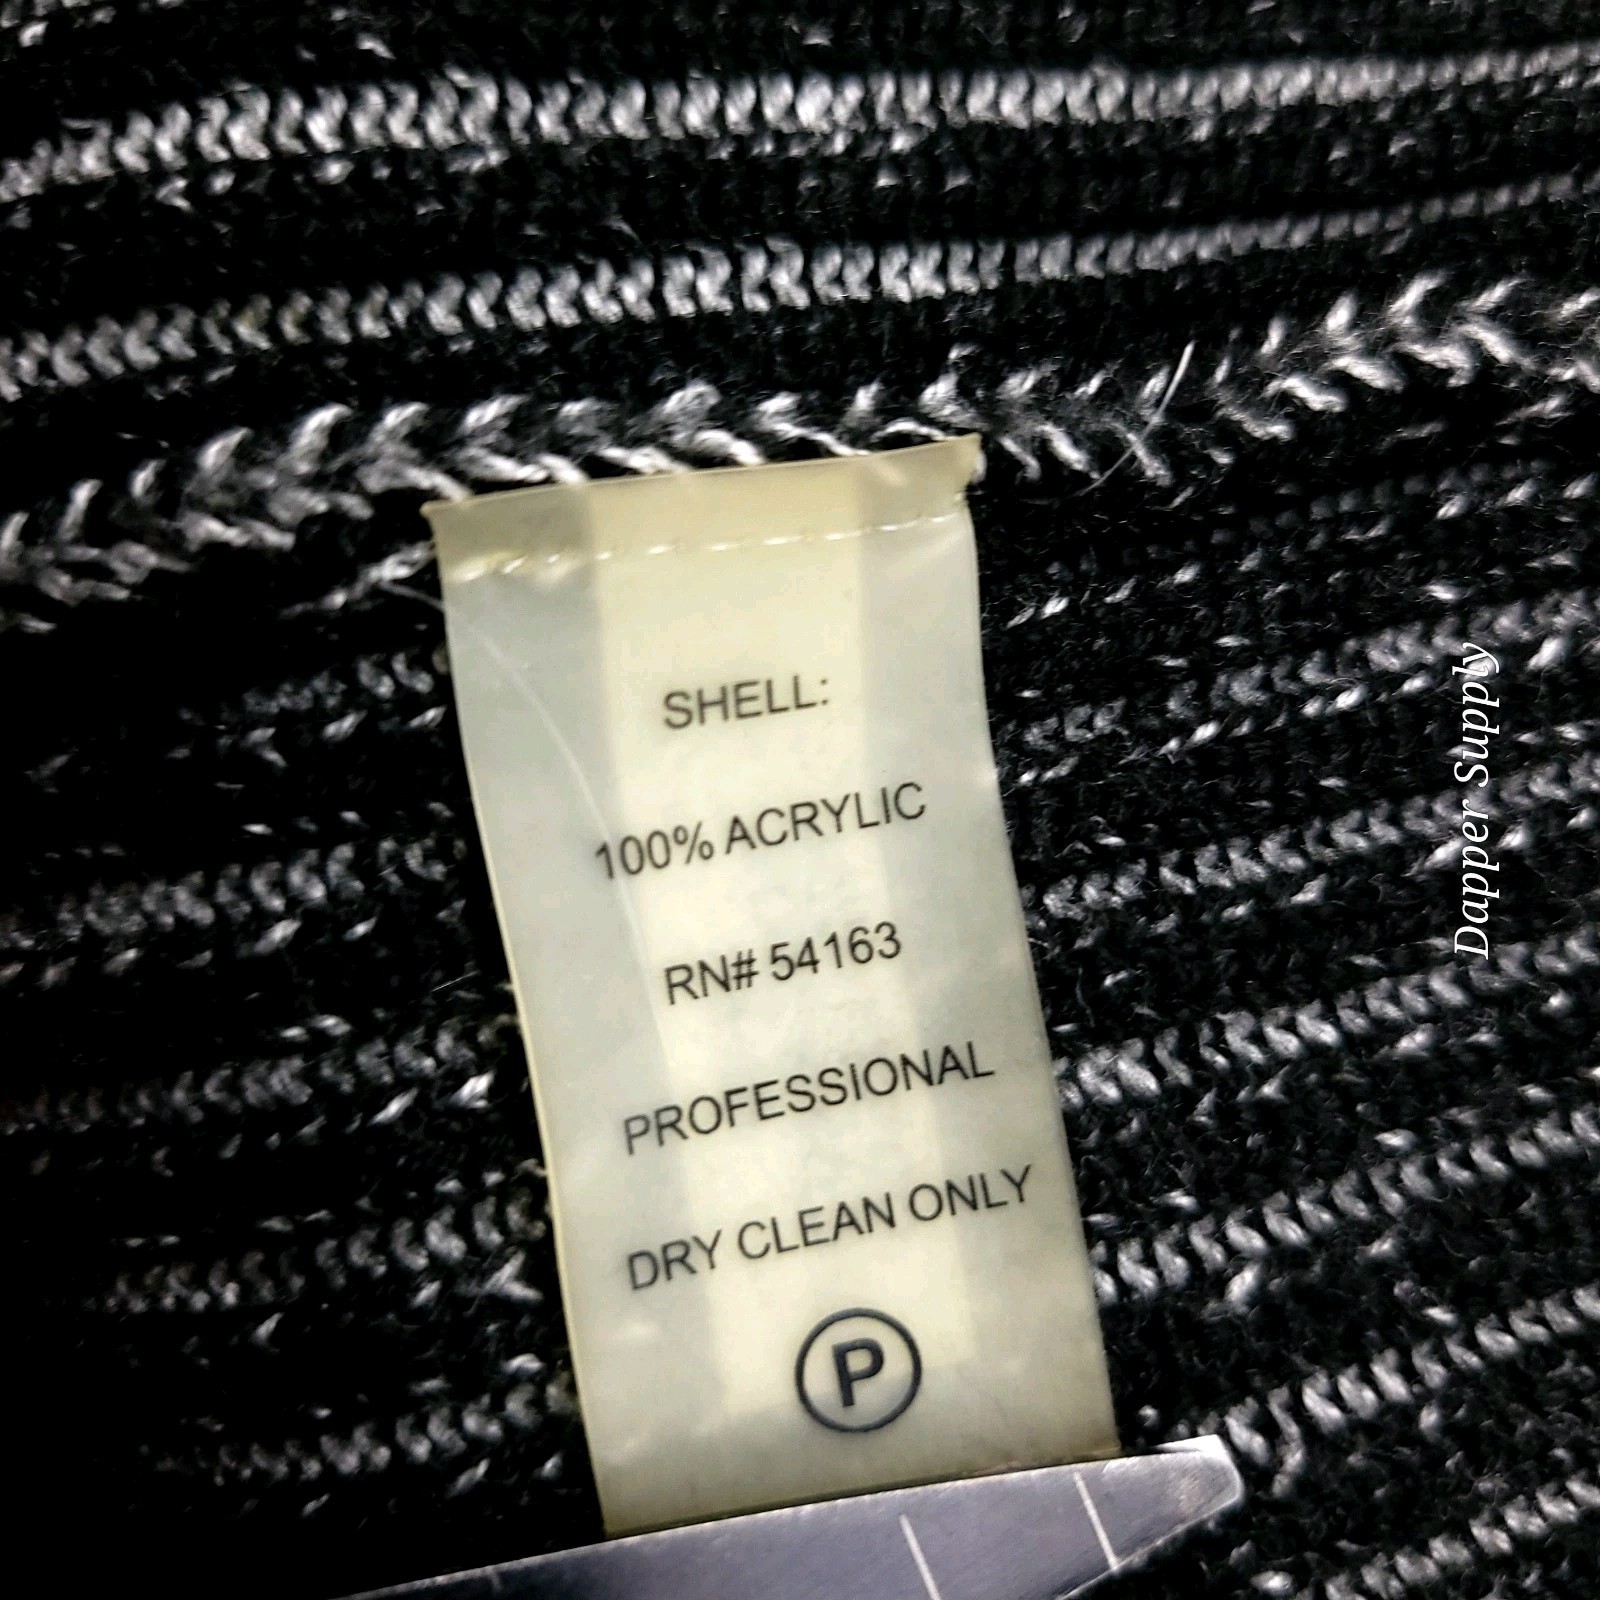 SHELL:
100% ACRYLIC
RN# 54163
PROFESSIONAL
DRY CLEAN ONLY
P
Dapper Supply